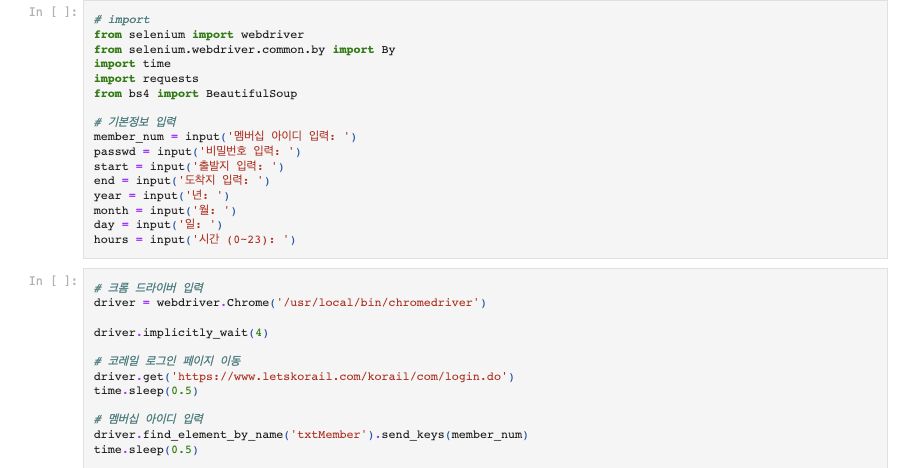 In [ ]:
# import
from selenium import webdriver
from selenium.webdriver.common.by import By
import time
import requests
from bs4 import BeautifulSoup
# 기본정보 입력
member_num = input('멤버십 아이디 입력: ')
passwd = input('비밀번호 입력: ')
start = input('출발지 입력: ')
end = input('도착지 입력: ')
year = input('년: ')
month = input('월: ')
day = input('일: ')
hours = input('시간 (0~23): ')
In [ ]:
# 크롬 드라이버 입력
driver = webdriver.Chrome('/usr/local/bin/chromedriver')
driver.implicitly_wait(4)
# 코레일 로그인 페이지 이동
driver.get('https://www.letskorail.com/korail/com/login.do')
time.sleep(0.5)
# 멤버십 아이디 입력
driver.find_element_by_name('txtMember').send_keys(member_num)
time.sleep(0.5)